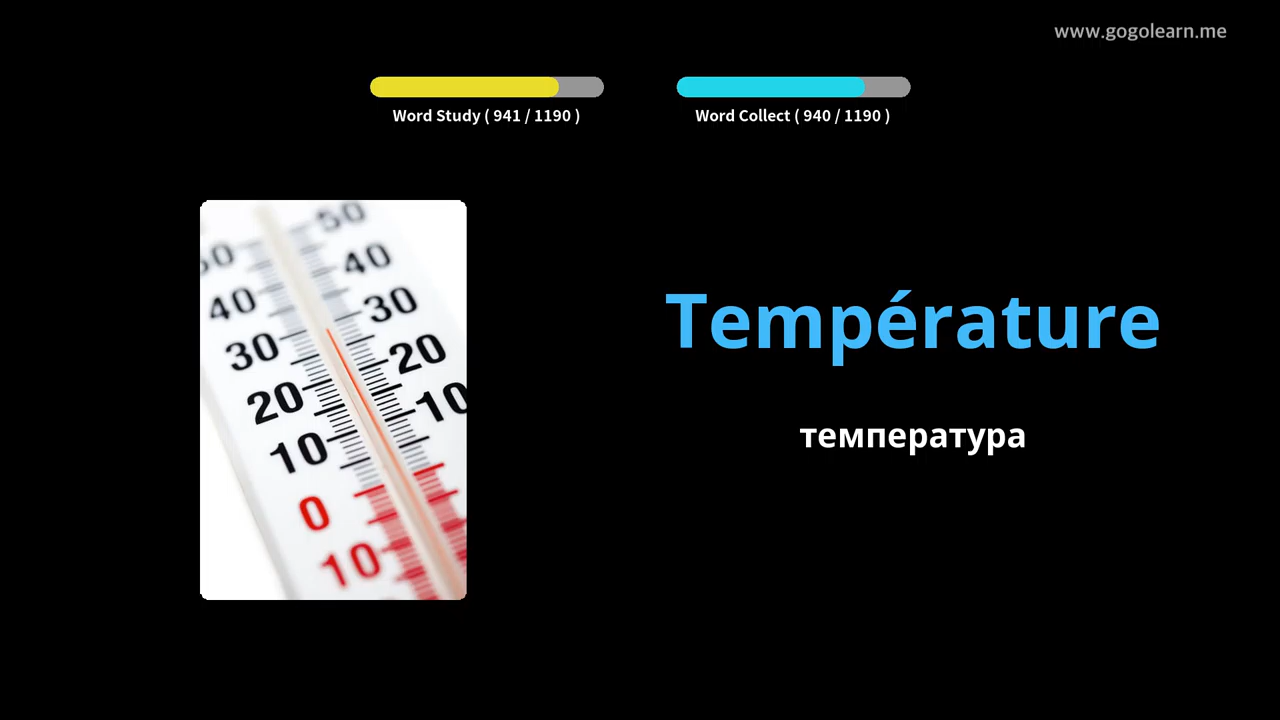 www.gogolearn.me
Word Study ( 941 / 1190 )
Word Collect ( 940 / 1190 )
50
50
40
40
30
30
20
20
10
10
0
10
Température
температура